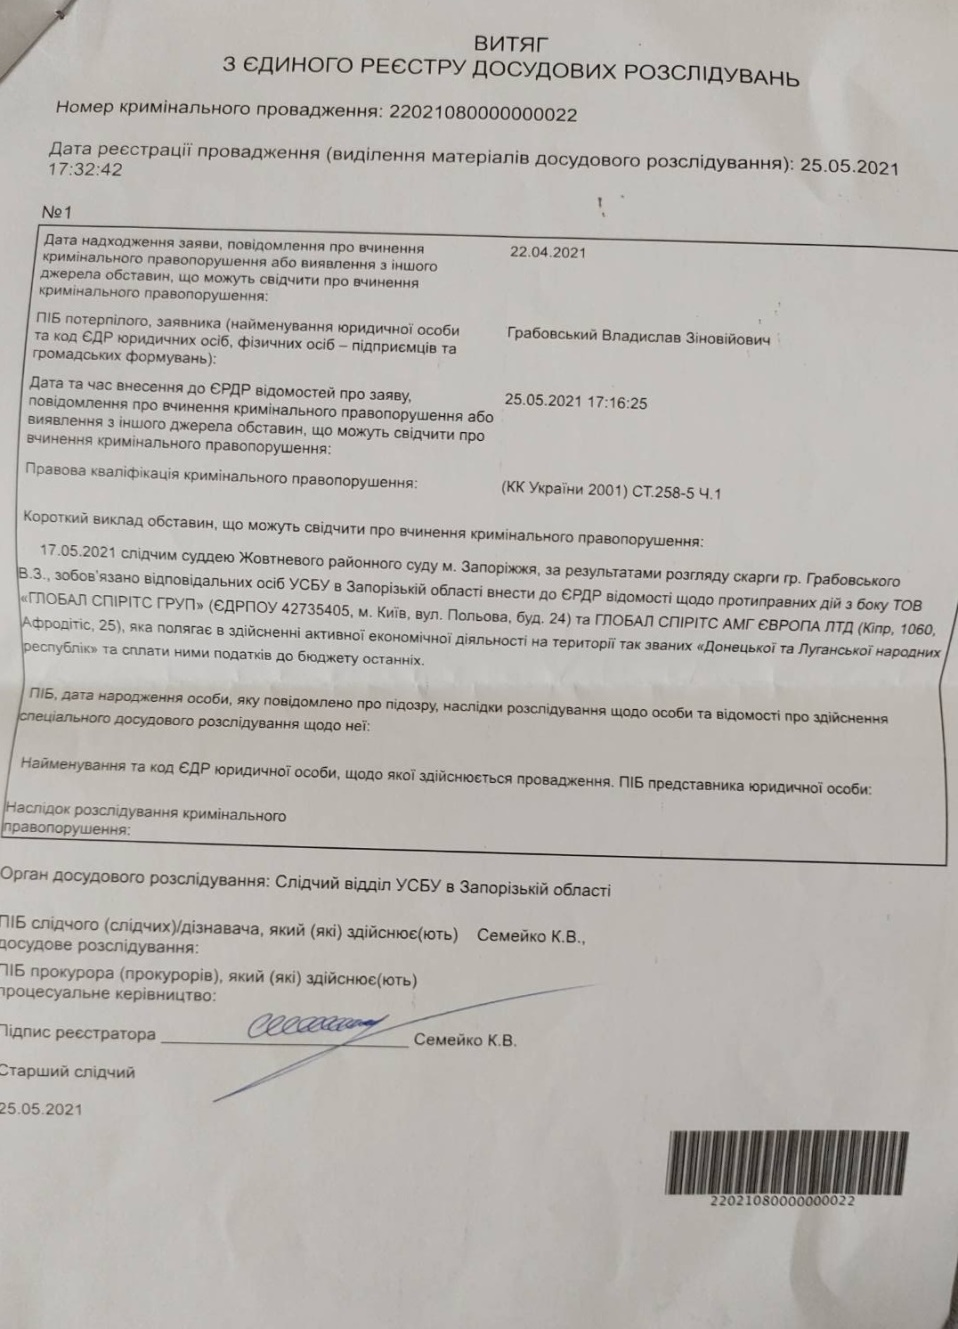 ВИТЯГ
З ЄДИНОГО РЕЄСТРУ ДОСУДОВИХ РОЗСЛІДУВАНЬ
Номер кримінального провадження: 22021080000000022
Дата реєстрації провадження (виділення матеріалів досудового розслідування): 25.05.2021
17:32:42
№1
Дата надходження заяви, повідомлення про вчинення
кримінального правопорушення або виявлення з іншого
джерела обставин, що можуть свідчити про вчинення
кримінального правопорушення:
22.04.2021
ПІБ потерпілого, заявника (найменування юридичної особи
та код ЄДР юридичних осіб, фізичних осіб – підприємців та
громадських формувань):
Грабовський Владислав Зіновійович
Дата та час внесення до ЄРДР відомостей про заяву,
повідомлення про вчинення кримінального правопорушення або
виявлення з іншого джерела обставин, що можуть свідчити про
вчинення кримінального правопорушення:
25.05.2021 17:16:25
Правова кваліфікація кримінального правопорушення:
(КК України 2001) СТ.258-5 Ч.1
Короткий виклад обставин, що можуть свідчити про вчинення кримінального правопорушення:
17.05.2021 слідчим суддею Жовтневого районного суду м. Запоріжжя, за результатами розгляду скарги гр. Грабовського
В.З., зобов’язано відповідальних осіб УСБУ в Запорізькій області внести до ЄРДР відомості щодо протиправних дій з боку ТОВ
«ГЛОБАЛ СПІРІТС ГРУП» (ЄДРПОУ 42735405, м. Київ, вул. Польова, буд. 24) та ГЛОБАЛ СПІРІТС АМГ ЄВРОПА ЛТД (Кіпр, 1060,
Афродітіс, 25), яка полягає в здійсненні активної економічної діяльності на території так званих «Донецької та Луганської народних
республік» та сплати ними податків до бюджету останніх.
ПІБ, дата народження особи, яку повідомлено про підозру, наслідки розслідування щодо особи та відомості про здійснення
спеціального досудового розслідування щодо неї:
Найменування та код ЄДР юридичної особи, щодо якої здійснюється провадження. ПІБ представника юридичної особи:
Наслідок розслідування кримінального
правопорушення:
Орган досудового розслідування: Слідчий відділ УСБУ в Запорізькій області
ПІБ слідчого (слідчих)/дізнавача, який (які) здійснює(ють)
досудове розслідування:
Семейко К.В.,
ПІБ прокурора (прокурорів), який (які) здійснює(ють)
процесуальне керівництво:
Підпис реєстратора
Семейко К.В.
Старший слідчий
25.05.2021
22021080000000022